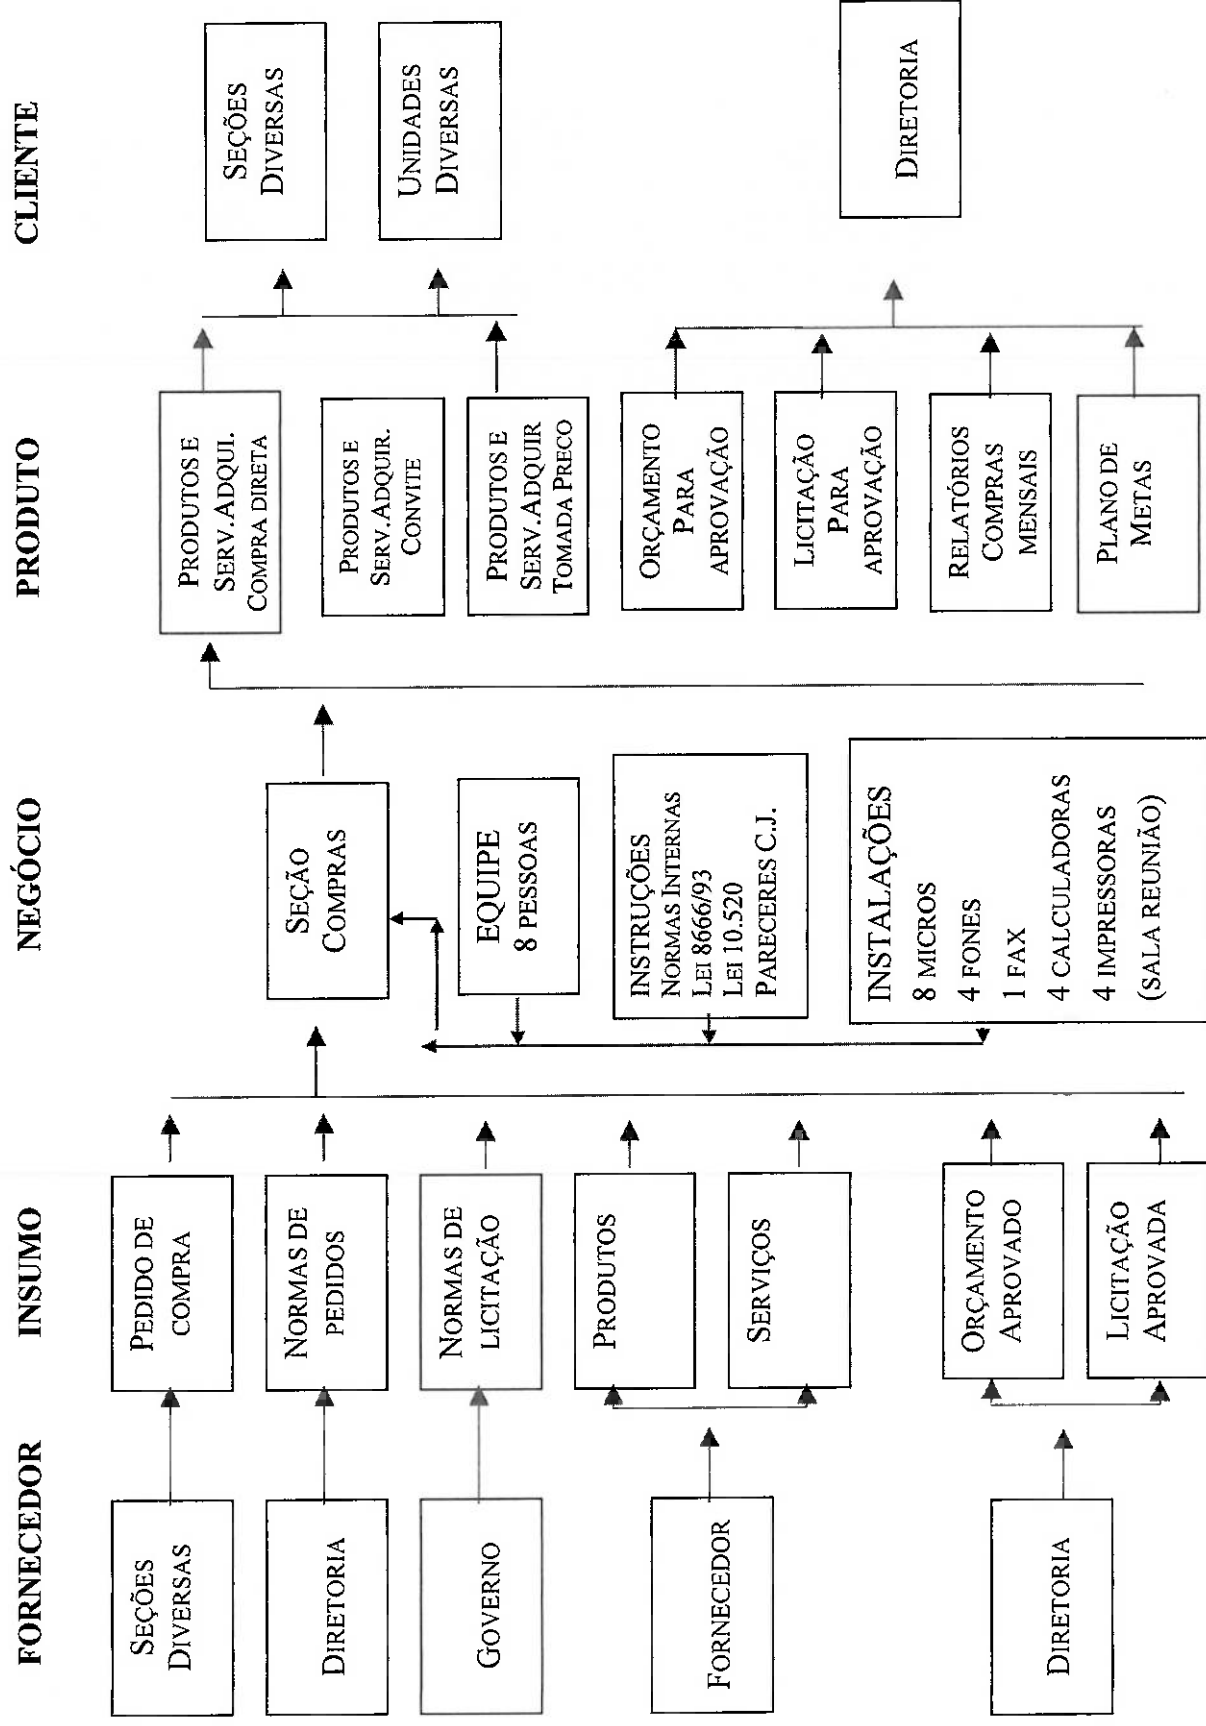 FORNECEDOR
INSUMO
NEGÓCIO
PRODUTO
CLIENTE
SEÇÕES
DIVERSAS
DIRETORIA
GOVERNO
FORNECEDOR
DIRETORIA
PEDIDO DE
COMPRA
NORMAS DE
PEDIDOS
NORMAS DE
LICITAÇÃO
PRODUTOS
SERVIÇOS
ORÇAMENTO
APROVADO
LICITAÇÃO
APROVADA
SEÇÃO
COMPRAS
EQUIPE
8 PESSOAS
INSTRUÇÕES
NORMAS INTERNAS
LEI 8666/93
LEI 10.520
PARECERES C.J.
INSTALAÇÕES
8 MICROS
4 FONES
1 FAX
4 CALCULADORAS
4 IMPRESSORAS
(SALA REUNIÃO)
PRODUTOS E
SERV.ADQUI.
COMPRA DIRETA
PRODUTOS E
SERV.ADQUIR.
CONVITE
PRODUTOS E
SERV.ADQUIR
TOMADA PRECO
ORÇAMENTO
PARA
APROVAÇÃO
LICITAÇÃO
PARA
APROVAÇÃO
RELATÓRIOS
COMPRAS
MENSAIS
PLANO DE
METAS
SEÇÕES
DIVERSAS
UNIDADES
DIVERSAS
DIRETORIA